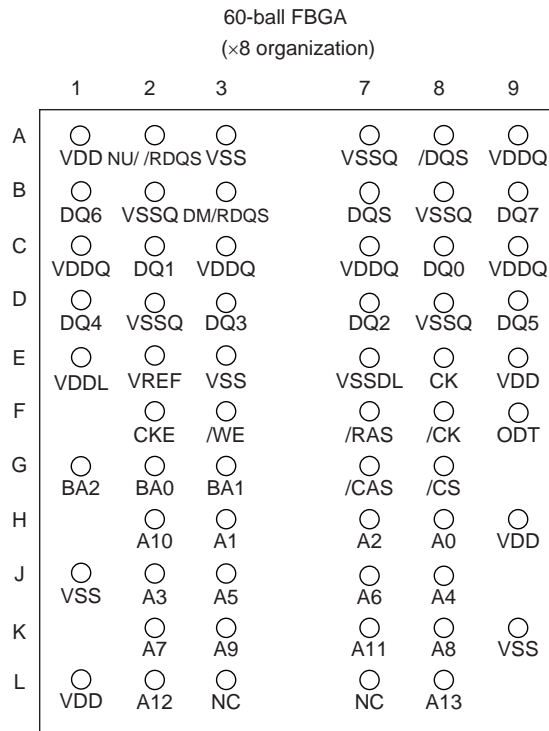 60-ball FBGA
(×8 organization)
1 2 3 7 8 9
A
VDD NU/ /RDQS VSS VSSQ /DQS VDDQ
B
DQ6 VSSQ DM/RDQS DQS VSSQ DQ7
C
VDDQ DQ1 VDDQ VDDQ DQ0 VDDQ
D
DQ4 VSSQ DQ3 DQ2 VSSQ DQ5
E
VDDL VREF VSS VSSDL CK VDD
F
CKE /WE /RAS /CK ODT
G
BA2 BA0 BA1 /CAS /CS
H
A10 A1 A2 A0 VDD
J
VSS A3 A5 A6 A4
K
A7 A9 A11 A8 VSS
L
VDD A12 NC NC A13